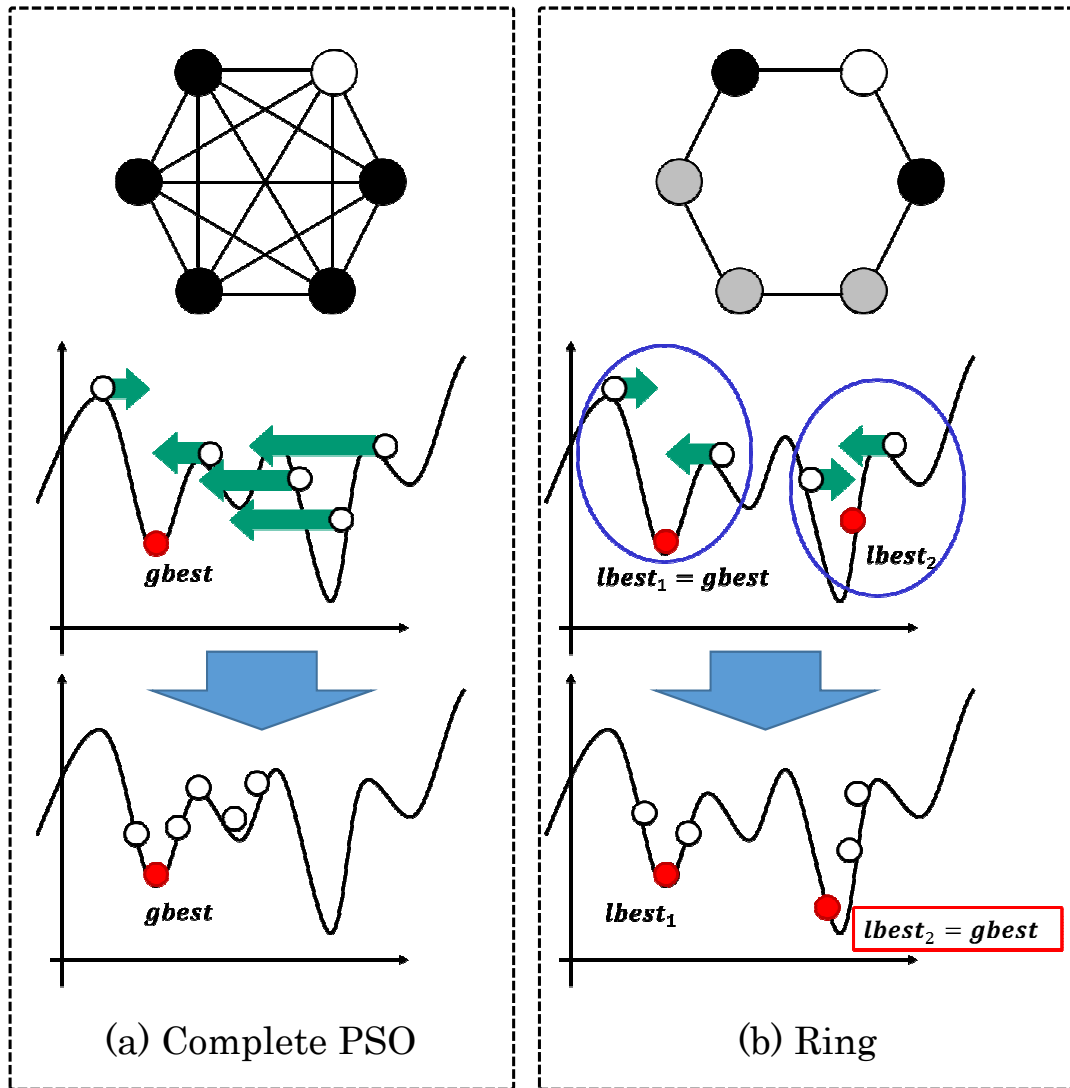 gbest
gbest
(a) Complete PSO
lbest₁ = gbest
lbest₂
lbest₁
lbest₂ = gbest
(b) Ring